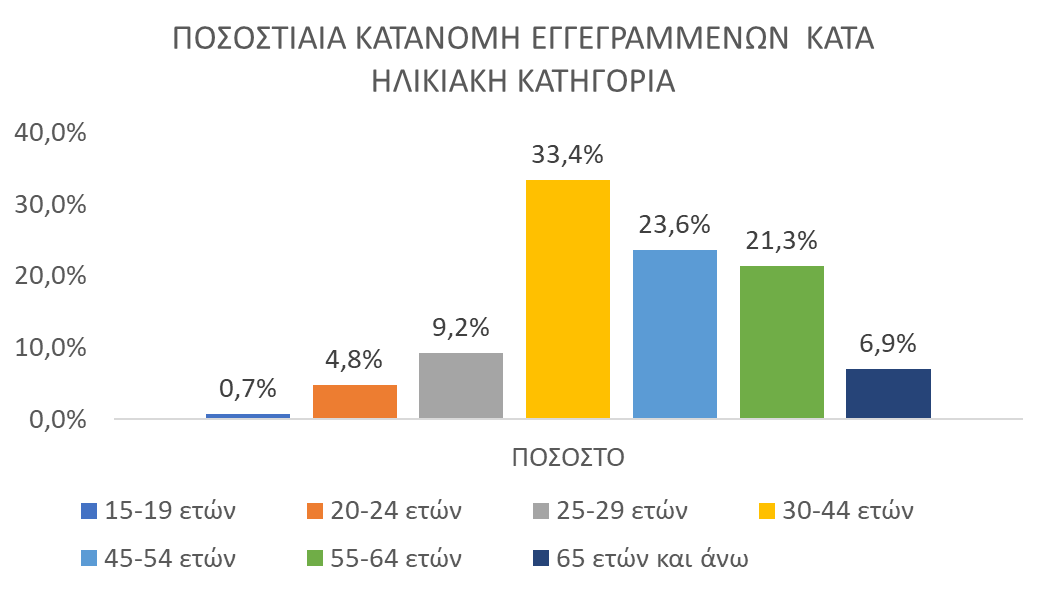 ΠΟΣΟΣΤΙΑΙΑ ΚΑΤΑΝΟΜΗ ΕΓΓΕΓΡΑΜΜΕΝΩΝ ΚΑΤΑ
ΗΛΙΚΙΑΚΗ ΚΑΤΗΓΟΡΙΑ
40,0%
30,0%
20,0%
10,0%
0,0%
0,7%
4,8%
9,2%
33,4%
23,6%
21,3%
6,9%
ΠΟΣΟΣΤΟ
15-19 ετών
20-24 ετών
25-29 ετών
30-44 ετών
45-54 ετών
55-64 ετών
65 ετών και άνω